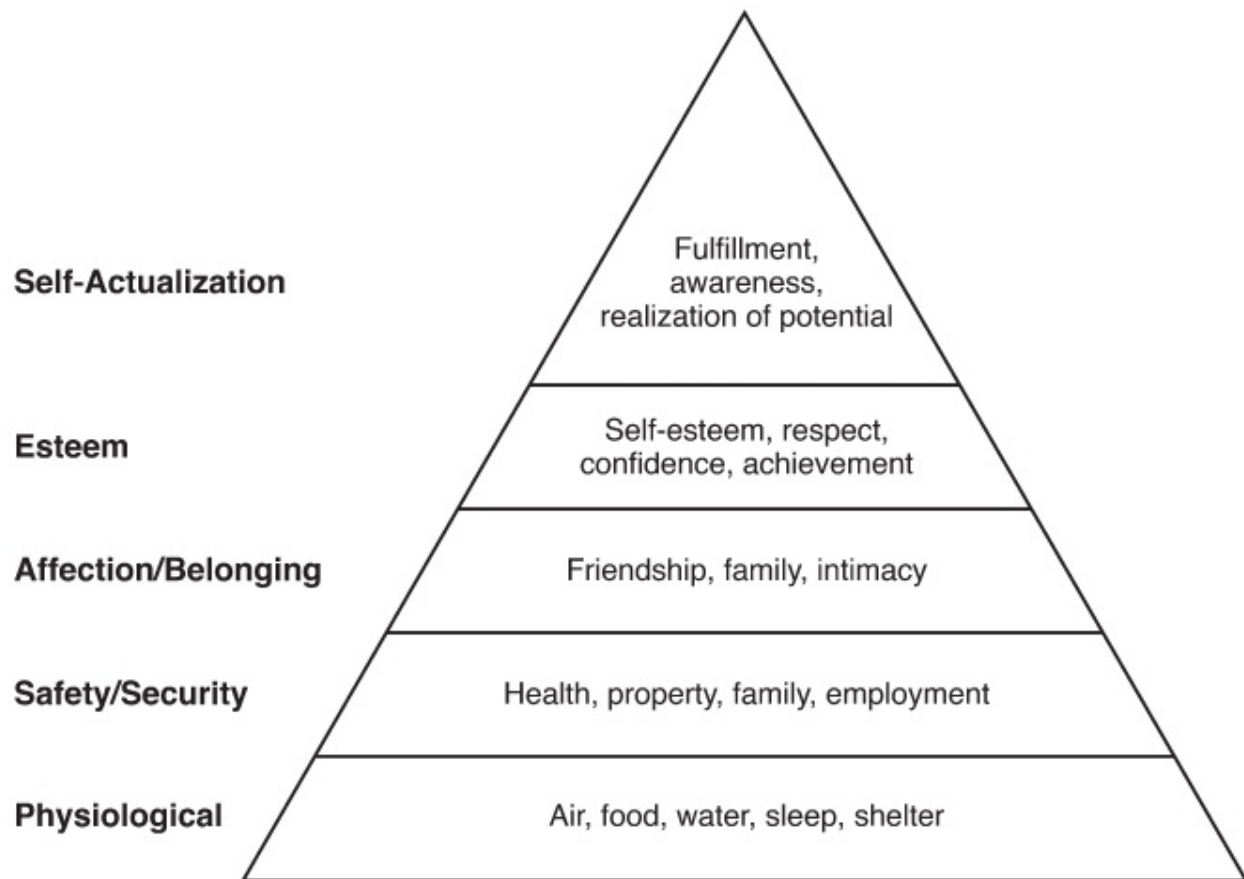 Self-Actualization
Fulfillment,
awareness,
realization of potential
Esteem
Self-esteem, respect,
confidence, achievement
Affection/Belonging
Friendship, family, intimacy
Safety/Security
Health, property, family, employment
Physiological
Air, food, water, sleep, shelter